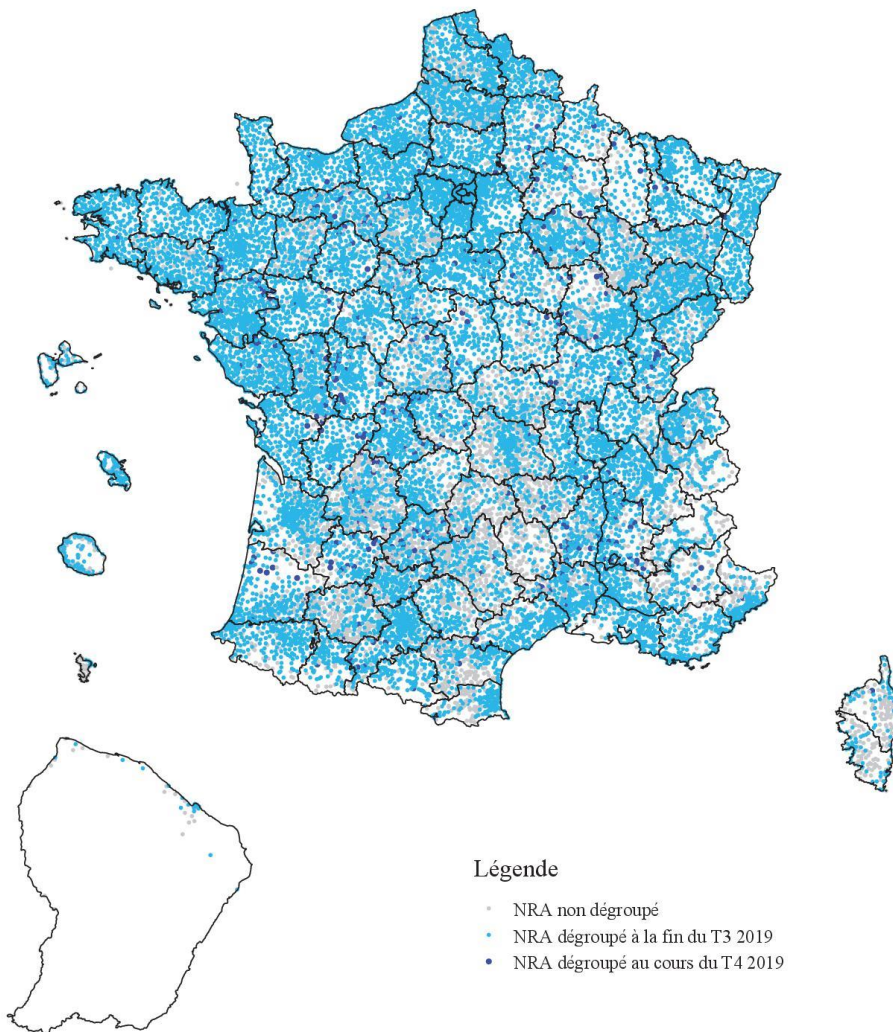 Légende
NRA non dégroupé
NRA dégroupé à la fin du T3 2019
NRA dégroupé au cours du T4 2019